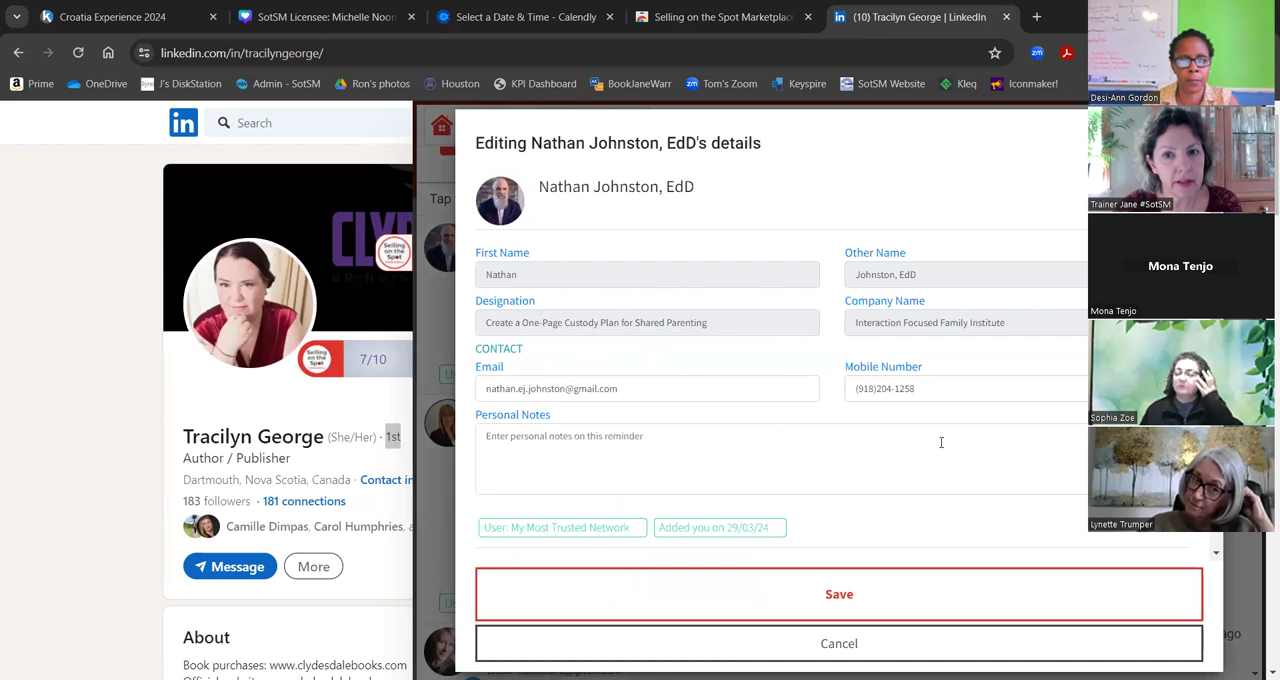 Croatia Experience 2024
SotSM Licensee: Michelle Noon
Select a Date & Time - Calendly
Selling on the Spot Marketplac
(10) Tracilyn George | LinkedIn
linkedin.com/in/tracilyngeorge/
Prime
OneDrive
J's DiskStation
Admin - SotSM
Ron's photos
Houston
KPI Dashboard
BookJaneWarr
Tom's Zoom
Keyspire
SotSM Website
Kleq
Iconmaker!
Search
CLYD
BRINGIN
Selling on the Spot
Selling on the Spot
7/10
Tracilyn George (She/Her) · 1st
Author / Publisher
Dartmouth, Nova Scotia, Canada · Contact in
183 followers · 181 connections
Camille Dimpas, Carol Humphries, a
Message
More
About
Book purchases: www.clydesdalebooks.com
Tap
Editing Nathan Johnston, EdD's details
Nathan Johnston, EdD
First Name
Other Name
Nathan
Johnston, EdD
Designation
Company Name
Create a One-Page Custody Plan for Shared Parenting
Interaction Focused Family Institute
CONTACT
Email
Mobile Number
nathan.ej.johnston@gmail.com
(918)204-1258
Personal Notes
Enter personal notes on this reminder
User: My Most Trusted Network
Added you on 29/03/24
Save
Cancel
ago
Desi-Ann Gordon
Trainer Jane #SotSM
Mona Tenjo
Mona Tenjo
Sophia Zoe
Lynette Trumper